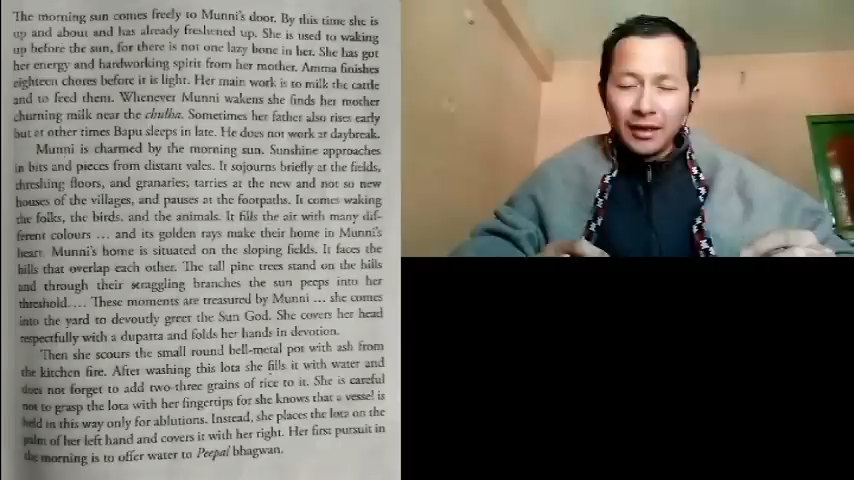 The morning sun comes freely to Munni's door. By this time she is
up and about and has already freshened up. She is used to waking
up before the sun, for there is not one lazy bone in her. She has got
her energy and hardworking spirit from her mother. Amma finishes
eighteen chores before it is light. Her main work is to milk the cattle
and to feed them. Whenever Munni wakens she finds her mother
churning milk near the chulha. Sometimes her father also rises early
but at other times Bapu sleeps in late. He does not work at daybreak.
Munni is charmed by the morning sun. Sunshine approaches
in bits and pieces from distant vales. It sojourns briefly at the fields,
threshing floors, and granaries; tarries at the new and not so new
houses of the villages, and pauses at the footpaths. It comes waking
the folks, the birds, and the animals. It fills the air with many dif-
ferent colours ... and its golden rays make their home in Munni's
heart. Munni's home is situated on the sloping fields. It faces the
hills that overlap each other. The tall pine trees stand on the hills
and through their straggling branches the sun peeps into her
threshold.... These moments are treasured by Munni ... she comes
into the yard to devoutly greet the Sun God. She covers her head
respectfully with a dupatta and folds her hands in devotion.
Then she scours the small round bell-metal pot with ash from
the kitchen fire. After washing this lota she fills it with water and
does not forget to add two-three grains of rice to it. She is careful
not to grasp the lota with her fingertips for she knows that a vessel is
held in this way only for ablutions. Instead, she places the lota on the
palm of her left hand and covers it with her right. Her first pursuit in
the morning is to offer water to Peepal bhagwan.